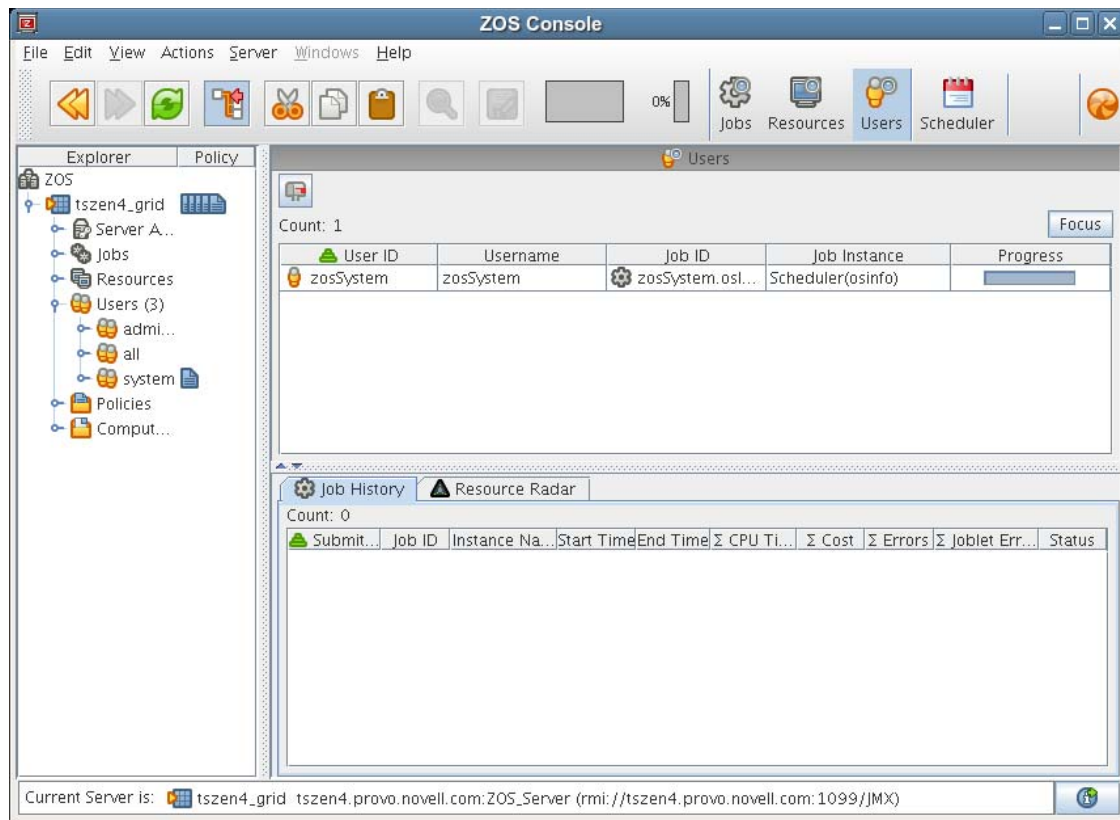 ZOS Console
File Edit View Actions Server Windows Help
0%
Jobs Resources Users Scheduler
Explorer Policy
Users
ZOS
tszen4_grid
Server A...
Jobs
Resources
Users (3)
admi...
all
system
Policies
Comput...
Count: 1
Focus
User ID Username Job ID Job Instance Progress
zosSystem zosSystem zosSystem.osI... Scheduler(osinfo)
Job History Resource Radar
Count: 0
Submit... Job ID Instance Na... Start Time End Time Σ CPU Ti... Σ Cost Σ Errors Σ Joblet Err... Status
Current Server is: tszen4_grid tszen4.provo.novell.com:ZOS_Server (rmi://tszen4.provo.novell.com:1099/JMX)